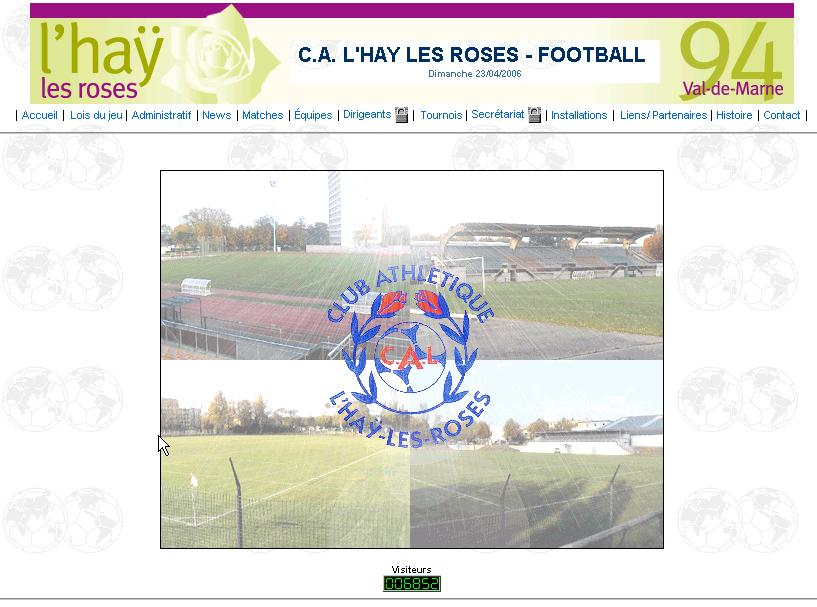 l'haÿ
les roses
C.A. L'HAY LES ROSES - FOOTBALL
Dimanche 23/04/2006
94
Val-de-Marne
| Accueil | Lois du jeu | Administratif | News | Matches | Équipes | Dirigeants | Tournois | Secrétariat | Installations | Liens/Partenaires | Histoire | Contact |
CLUB ATHLETIQUE
C.A.L
L'HAŸ-LES-ROSES
Visiteurs
006852